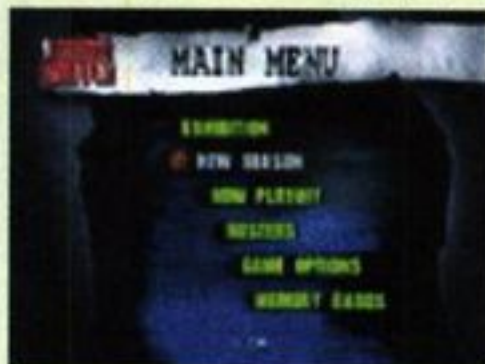 MAIN MENU
EXHIBITION
NEW SEASON
NEW PLAYOFF
ROSTERS
GAME OPTIONS
MEMORY CARDS